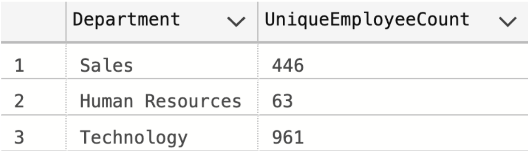 Department UniqueEmployeeCount
1 Sales 446
2 Human Resources 63
3 Technology 961